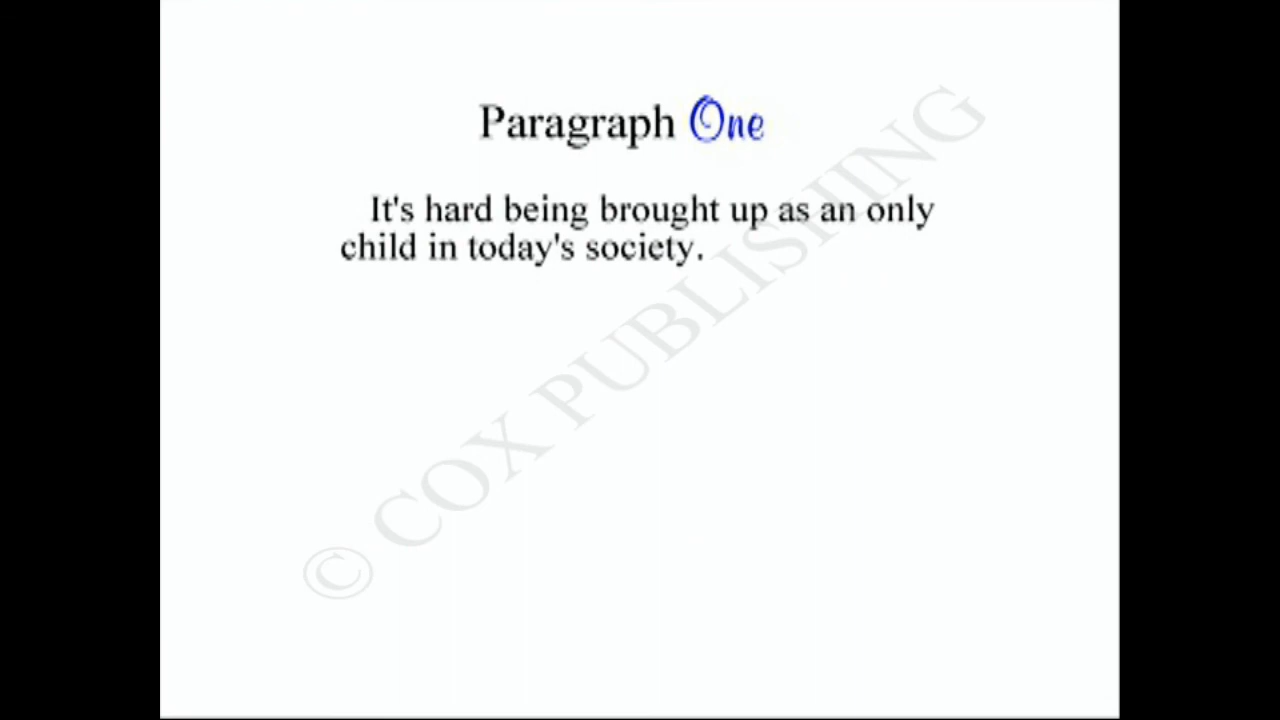 Paragraph One
It's hard being brought up as an only
child in today's society.
© COX PUBLISHING